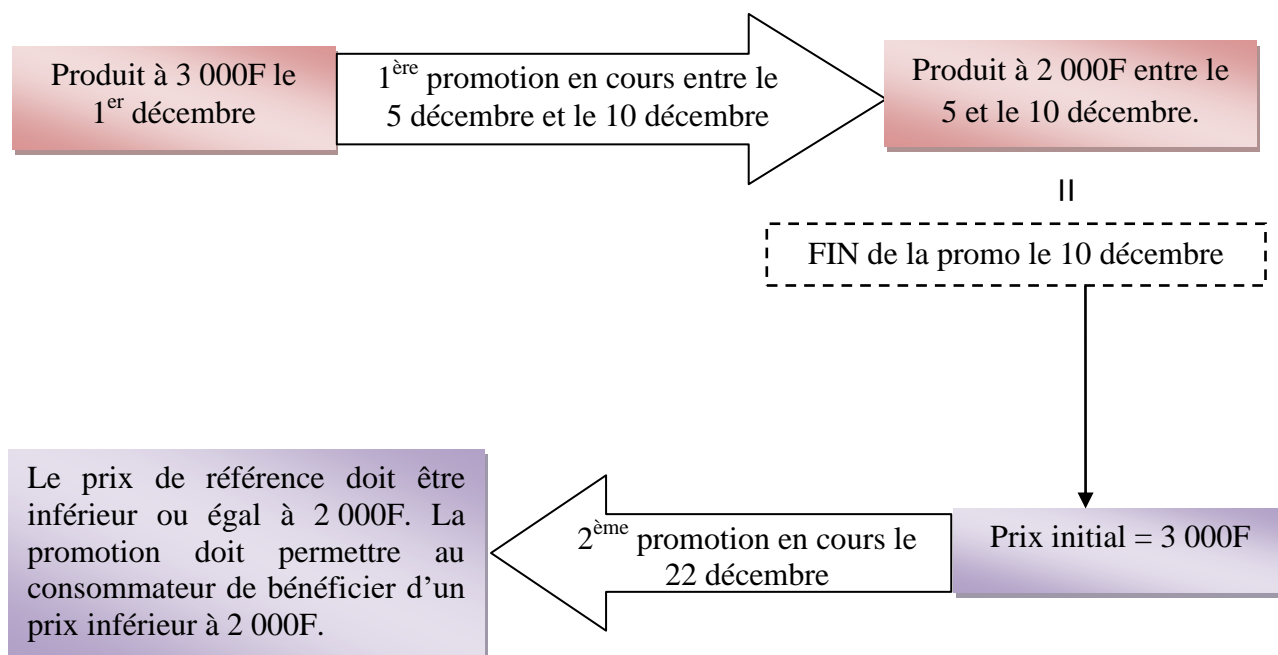 Produit à 3 000F le
1er décembre
1ère promotion en cours entre le
5 décembre et le 10 décembre
Produit à 2 000F entre le
5 et le 10 décembre.
=
FIN de la promo le 10 décembre
Prix initial = 3 000F
2ème promotion en cours le
22 décembre
Le prix de référence doit être
inférieur ou égal à 2 000F. La
promotion doit permettre au
consommateur de bénéficier d’un
prix inférieur à 2 000F.